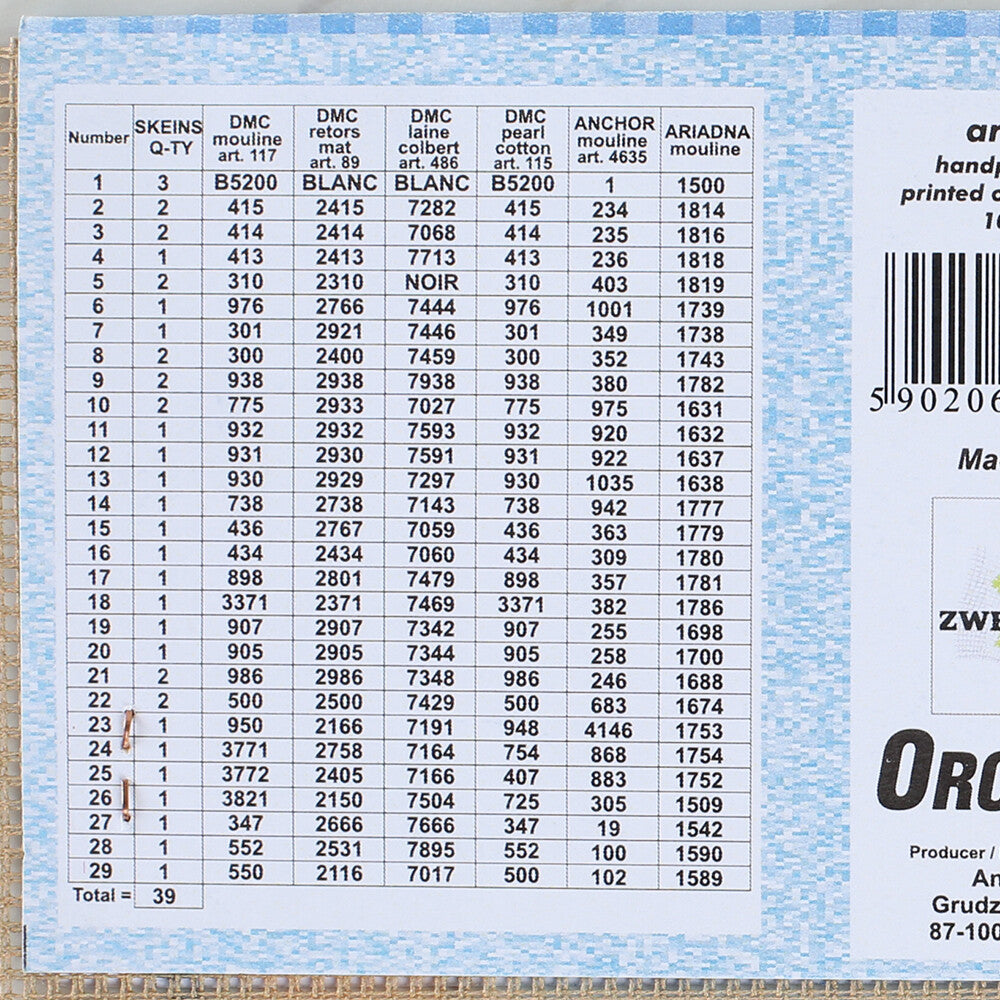 Number SKEINS Q-TY DMC mouline art. 117 DMC retors mat art. 89 DMC laine colbert art. 486 DMC pearl cotton art. 115 ANCHOR mouline art. 4635 ARIADNA mouline
1 3 B5200 BLANC BLANC B5200 1 1500
2 2 415 2415 7282 415 234 1814
3 2 414 2414 7068 414 235 1816
4 1 413 2413 7713 413 236 1818
5 2 310 2310 NOIR 310 403 1819
6 1 976 2766 7444 976 1001 1739
7 1 301 2921 7446 301 349 1738
8 2 300 2400 7459 300 352 1743
9 2 938 2938 7938 938 380 1782
10 2 775 2933 7027 775 975 1631
11 1 932 2932 7593 932 920 1632
12 1 931 2930 7591 931 922 1637
13 1 930 2929 7297 930 1035 1638
14 1 738 2738 7143 738 942 1777
15 1 436 2767 7059 436 363 1779
16 1 434 2434 7060 434 309 1780
17 1 898 2801 7479 898 357 1781
18 1 3371 2371 7469 3371 382 1786
19 1 907 2907 7342 907 255 1698
20 1 905 2905 7344 905 258 1700
21 2 986 2986 7348 986 246 1688
22 2 500 2500 7429 500 683 1674
23 1 950 2166 7191 948 4146 1753
24 1 3771 2758 7164 754 868 1754
25 1 3772 2405 7166 407 883 1752
26 1 3821 2150 7504 725 305 1509
27 1 347 2666 7666 347 19 1542
28 1 552 2531 7895 552 100 1590
29 1 550 2116 7017 500 102 1589
Total = 39
printed
590206
Producer /
87-100